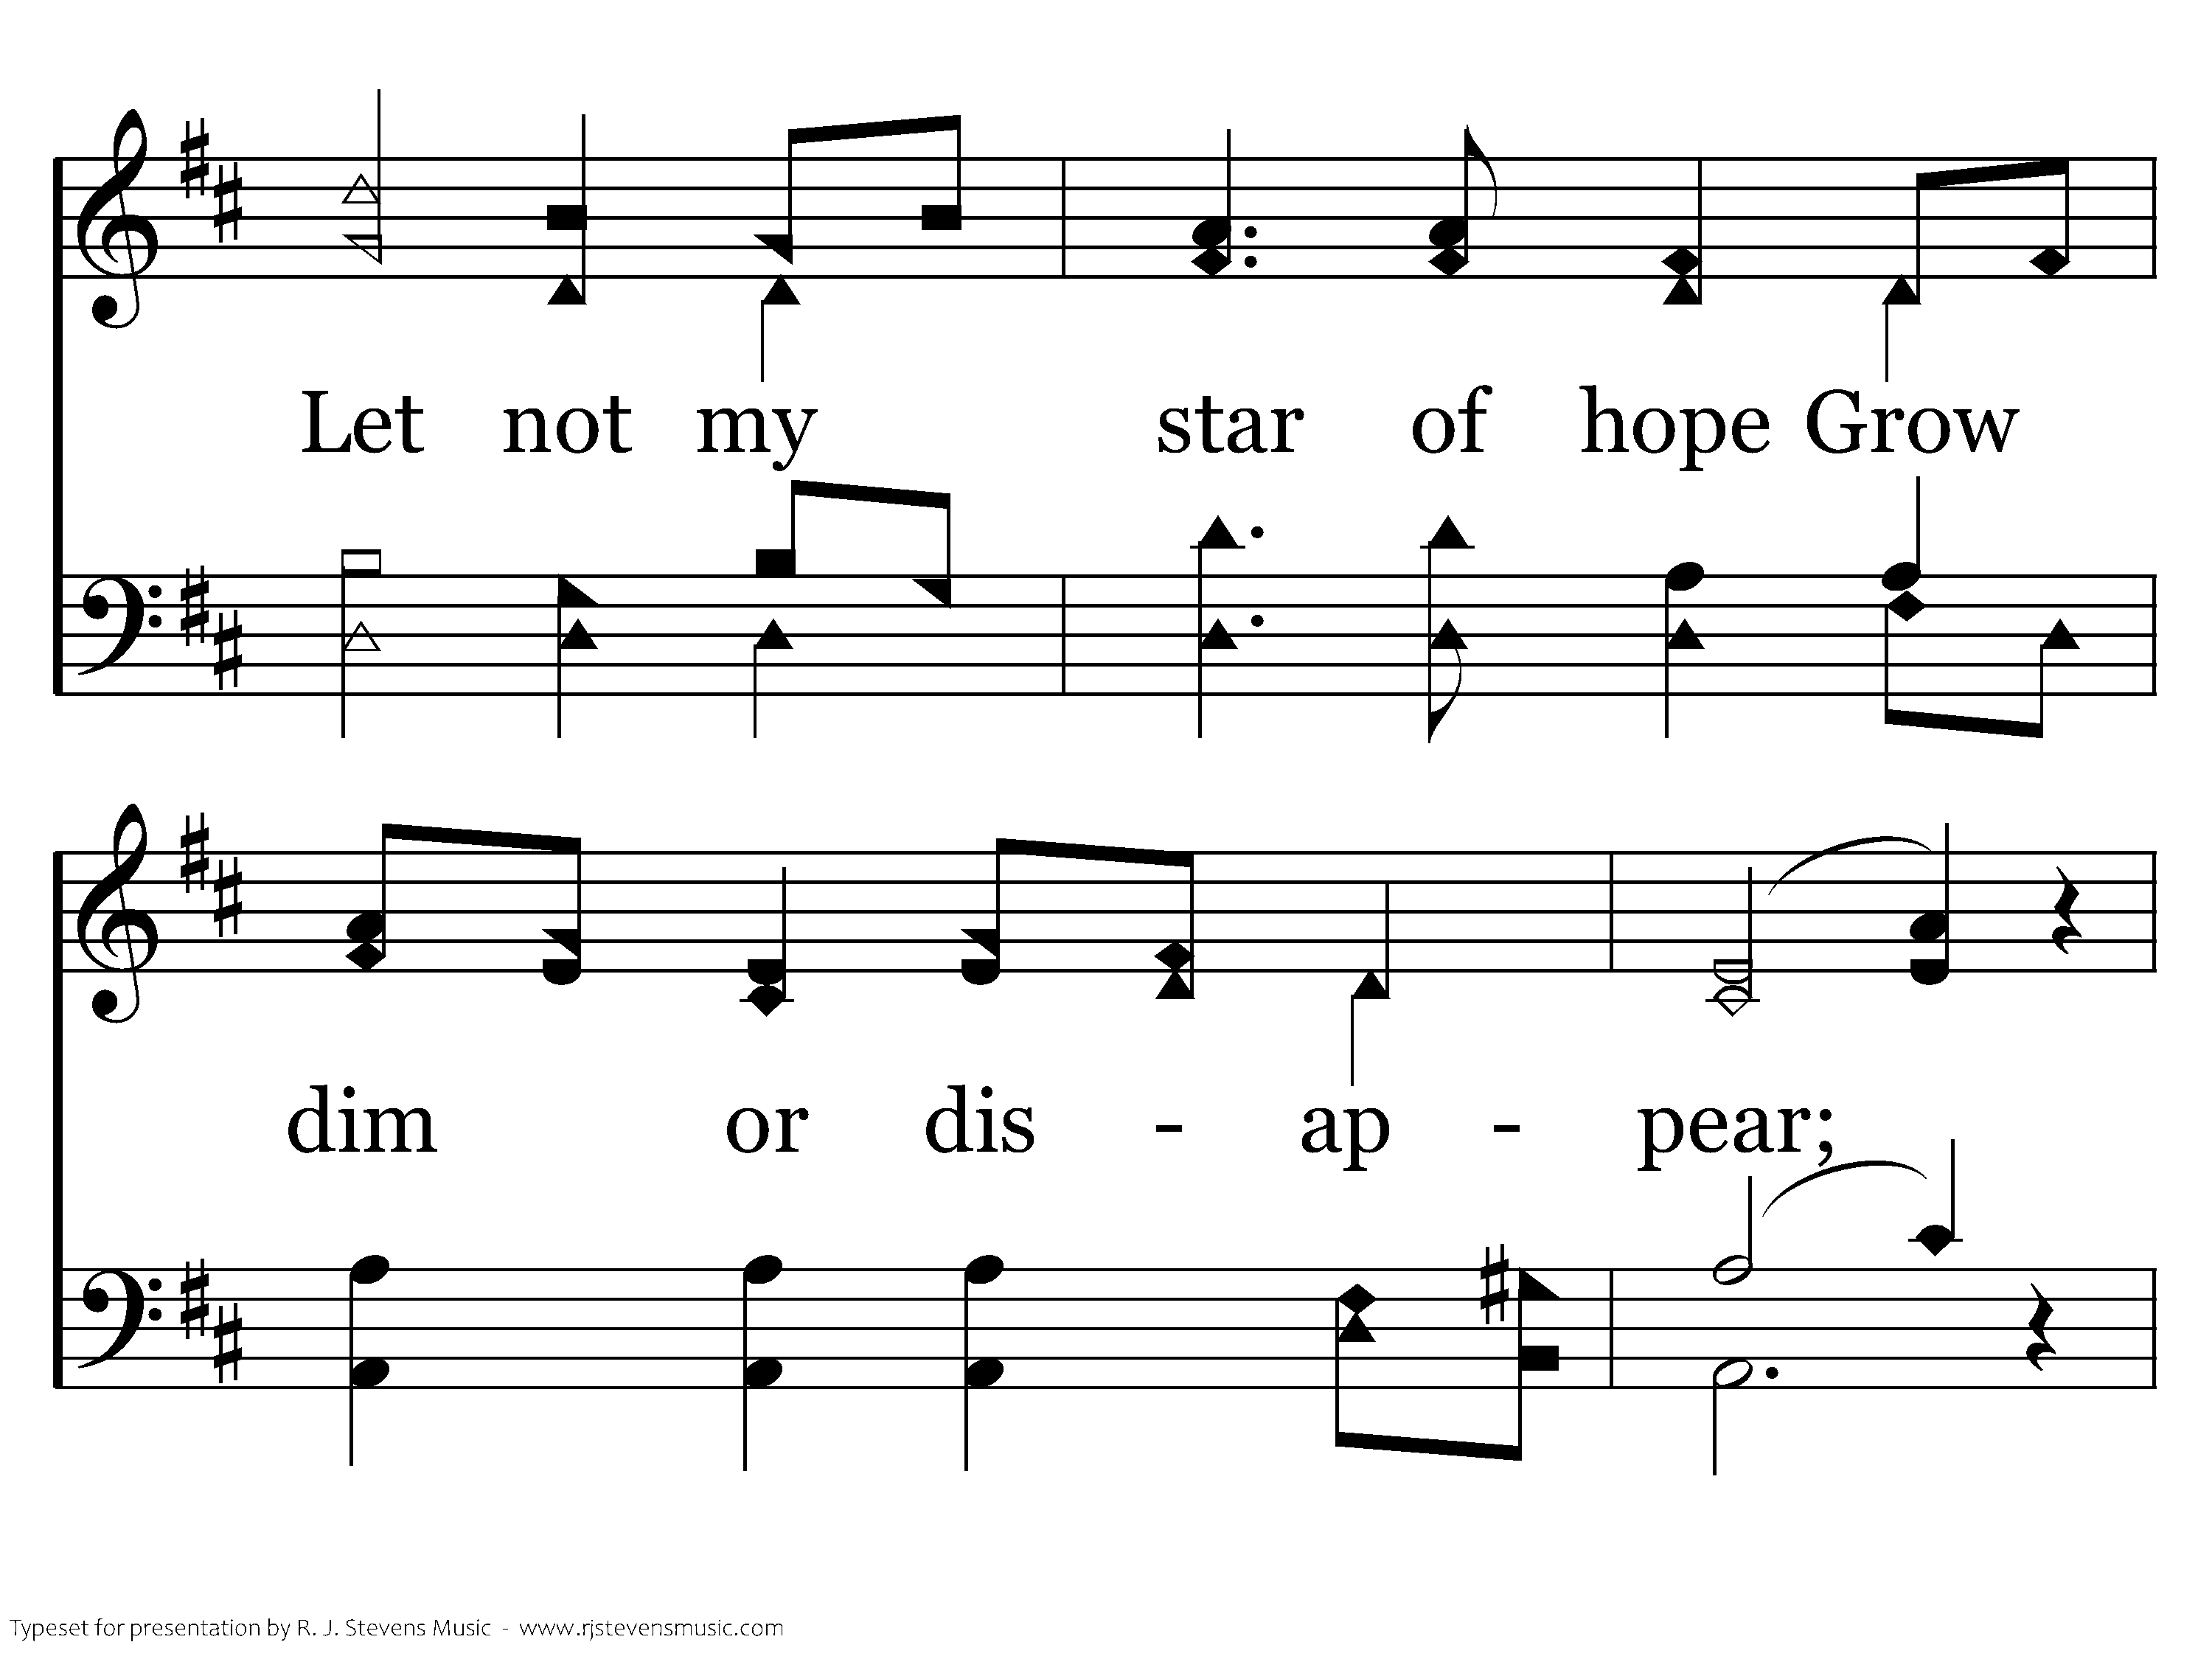 Let not my star of hope Grow
dim or dis - ap - pear;
Typeset for presentation by R. J. Stevens Music - www.rjstevensmusic.com